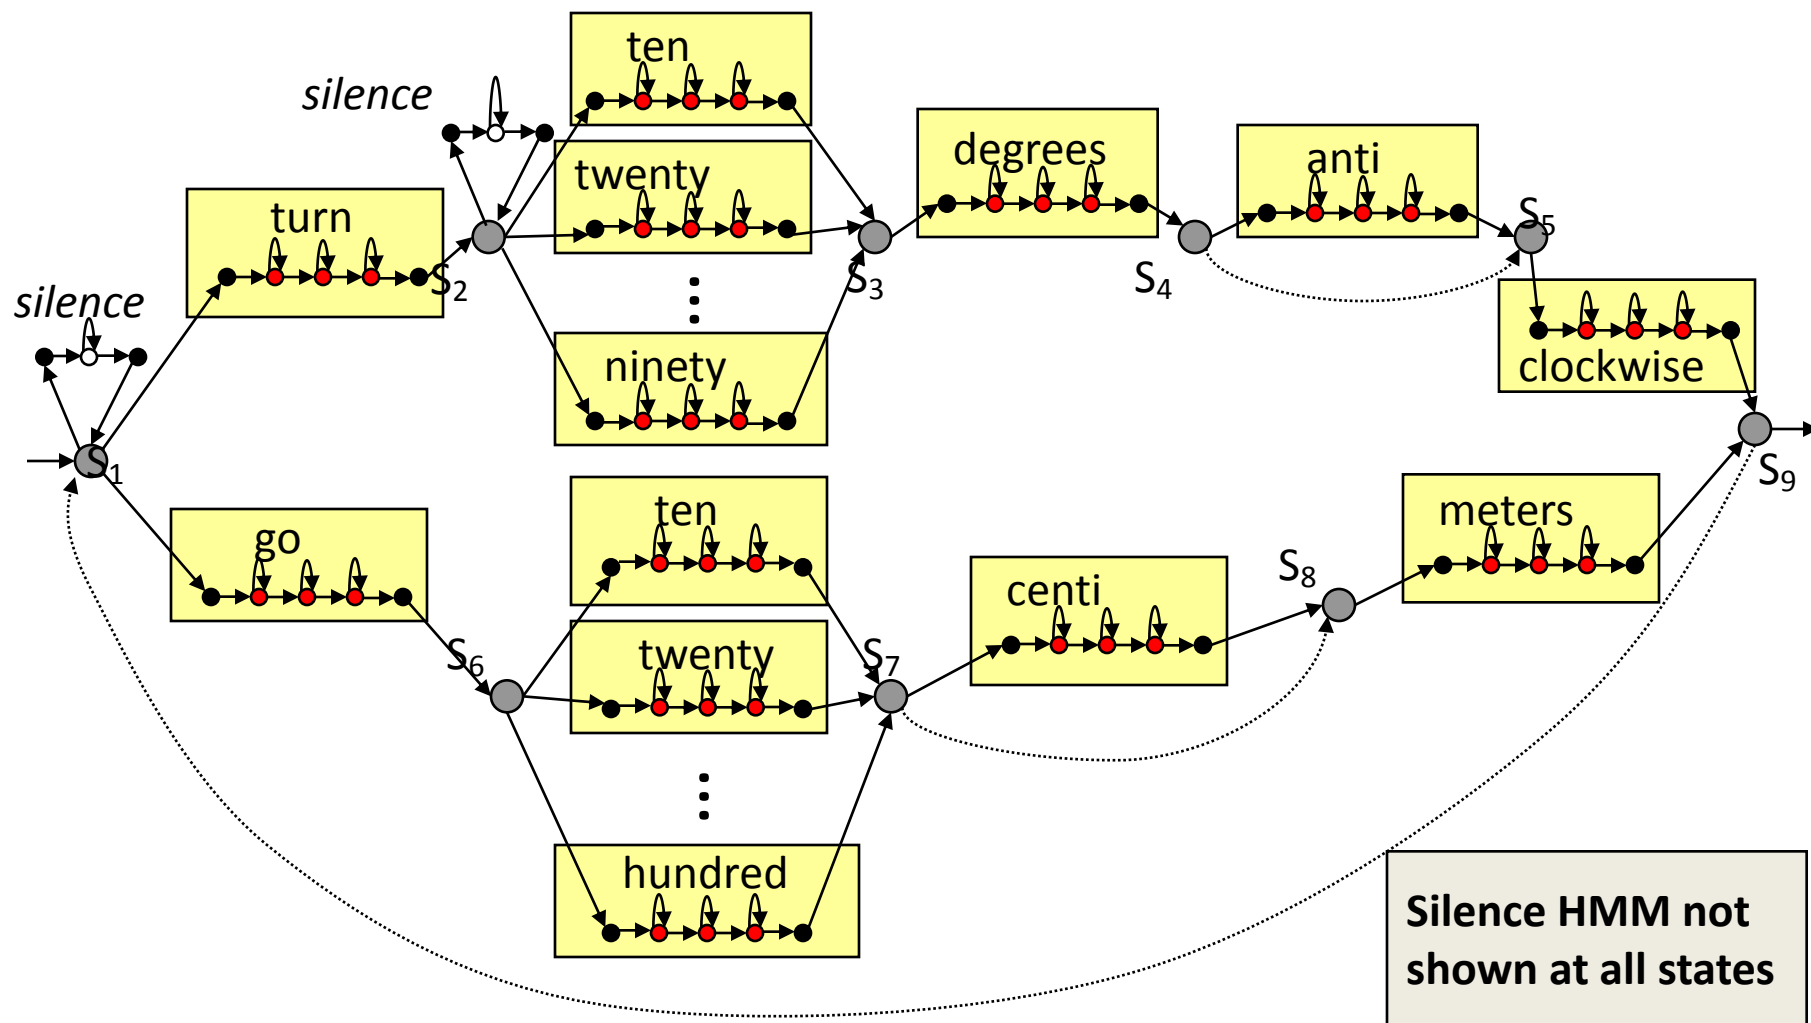 ten
silence
twenty
degrees
anti
turn
S5
S2
S3
S4
silence
ninety
clockwise
S1
S9
ten
meters
go
centi
S8
S6
twenty
S7
hundred
Silence HMM not
shown at all states